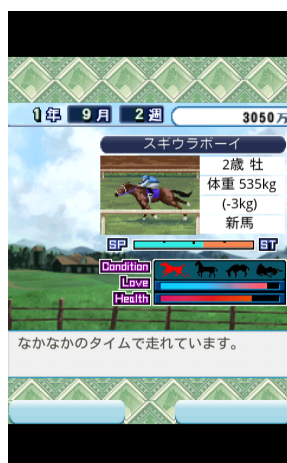 1年 9月 2週 3050万
スギウラボーイ
2歳 牡
体重 535kg
(-3kg)
新馬
SP ST
Condition
Love
Health
なかなかのタイムで走れています。